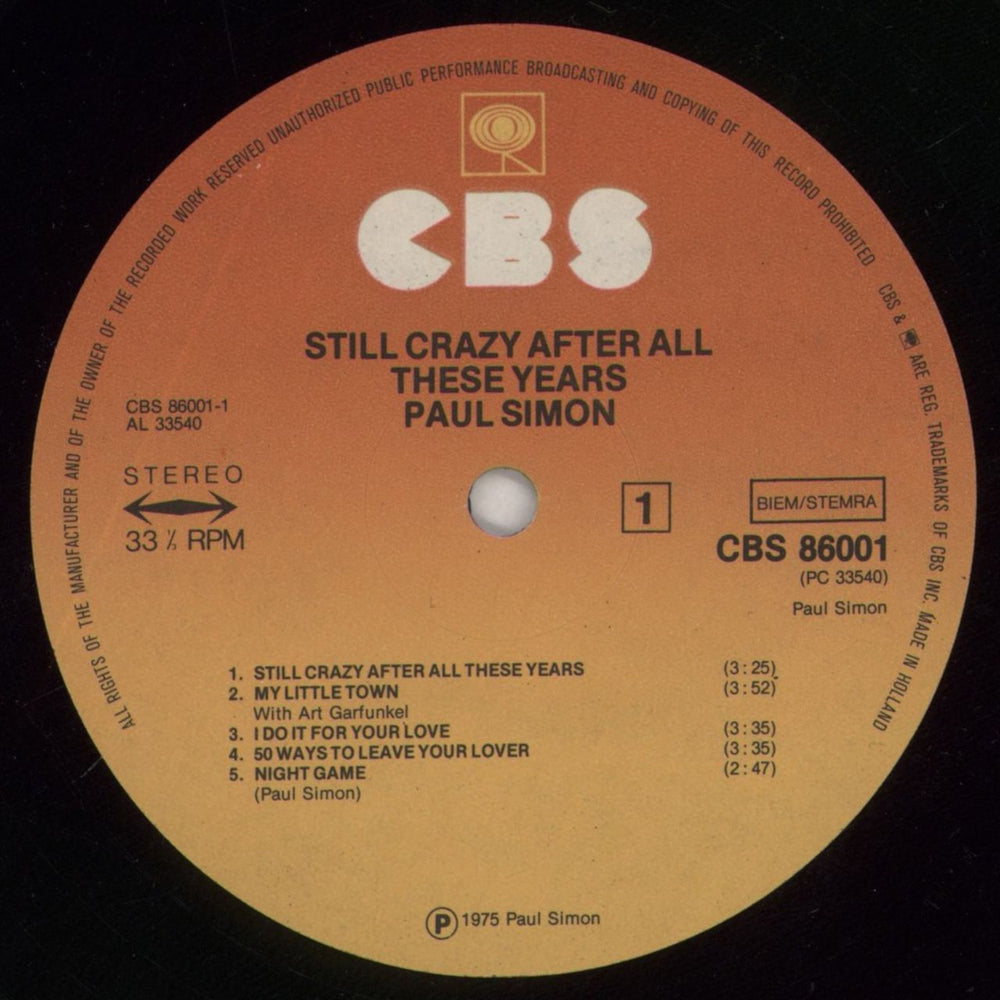 ALL RIGHTS OF THE MANUFACTURER AND OF THE OWNER OF THE RECORDED WORK RESERVED UNAUTHORIZED PUBLIC PERFORMANCE BROADCASTING AND COPYING OF THIS RECORD PROHIBITED CBS & ARE REG. TRADEMARKS OF CBS INC. MADE IN HOLLAND
CBS
STILL CRAZY AFTER ALL
THESE YEARS
PAUL SIMON
CBS 86001-1
AL 33540
STEREO
33 ⅓ RPM
1
BIEM/STEMRA
CBS 86001
(PC 33540)
Paul Simon
1. STILL CRAZY AFTER ALL THESE YEARS (3:25)
2. MY LITTLE TOWN (3:52)
With Art Garfunkel
3. I DO IT FOR YOUR LOVE (3:35)
4. 50 WAYS TO LEAVE YOUR LOVER (3:35)
5. NIGHT GAME (2:47)
(Paul Simon)
Ⓟ 1975 Paul Simon